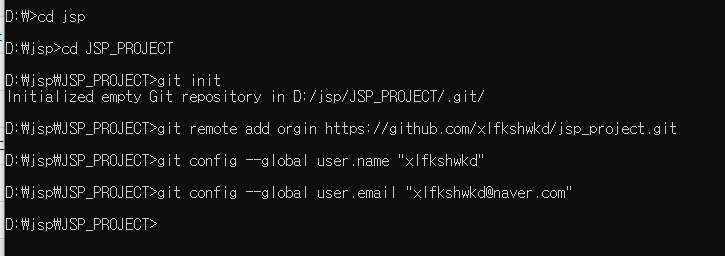 D:\>cd jsp
D:\jsp>cd JSP_PROJECT
D:\jsp\JSP_PROJECT>git init
Initialized empty Git repository in D:/jsp/JSP_PROJECT/.git/
D:\jsp\JSP_PROJECT>git remote add orgin https://github.com/xlfkshwkd/jsp_project.git
D:\jsp\JSP_PROJECT>git config --global user.name "xlfkshwkd"
D:\jsp\JSP_PROJECT>git config --global user.email "xlfkshwkd@naver.com"
D:\jsp\JSP_PROJECT>